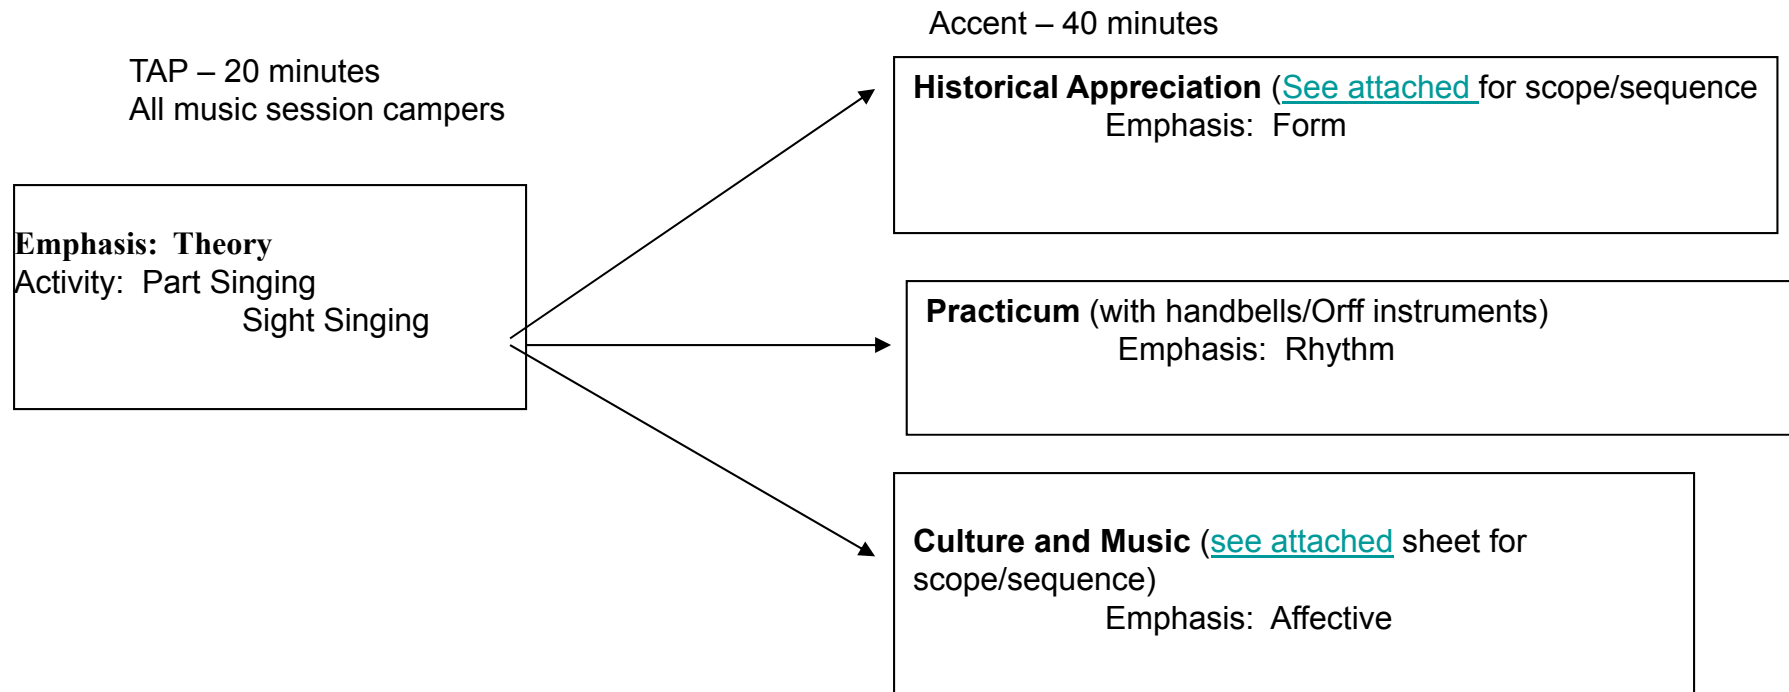 TAP – 20 minutes
All music session campers
Emphasis:  Theory
Activity:  Part Singing
Sight Singing
Accent – 40 minutes
Historical Appreciation (See attached for scope/sequence
Emphasis:  Form
Practicum (with handbells/Orff instruments)
Emphasis:  Rhythm
Culture and Music (see attached sheet for
scope/sequence)
Emphasis:  Affective